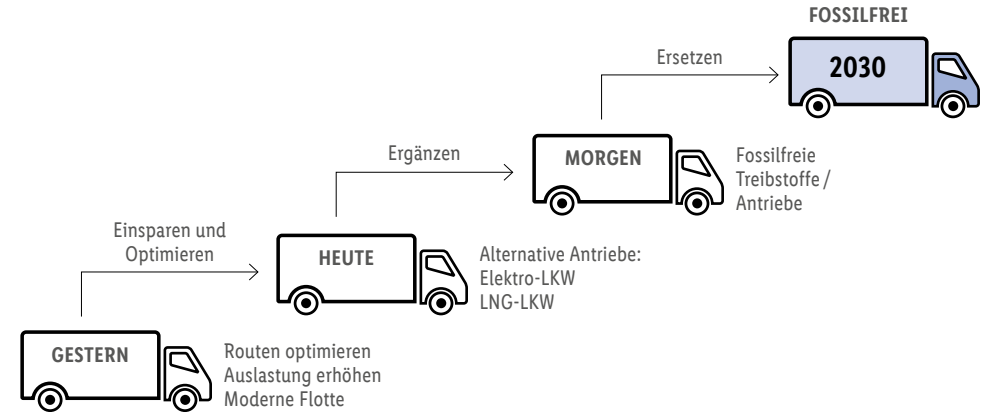 FOSSILFREI
2030
Ersetzen
MORGEN
Fossilfreie
Treibstoffe /
Antriebe
Ergänzen
HEUTE
Alternative Antriebe:
Elektro-LKW
LNG-LKW
Einsparen und
Optimieren
GESTERN
Routen optimieren
Auslastung erhöhen
Moderne Flotte